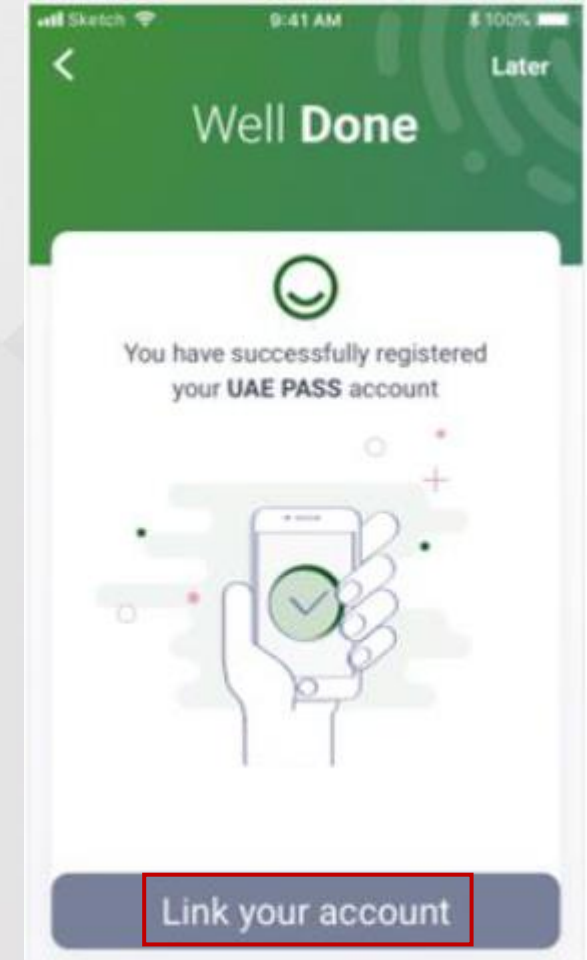 Sketch 9:41 AM 100%
Later
Well Done
You have successfully registered
your UAE PASS account
Link your account